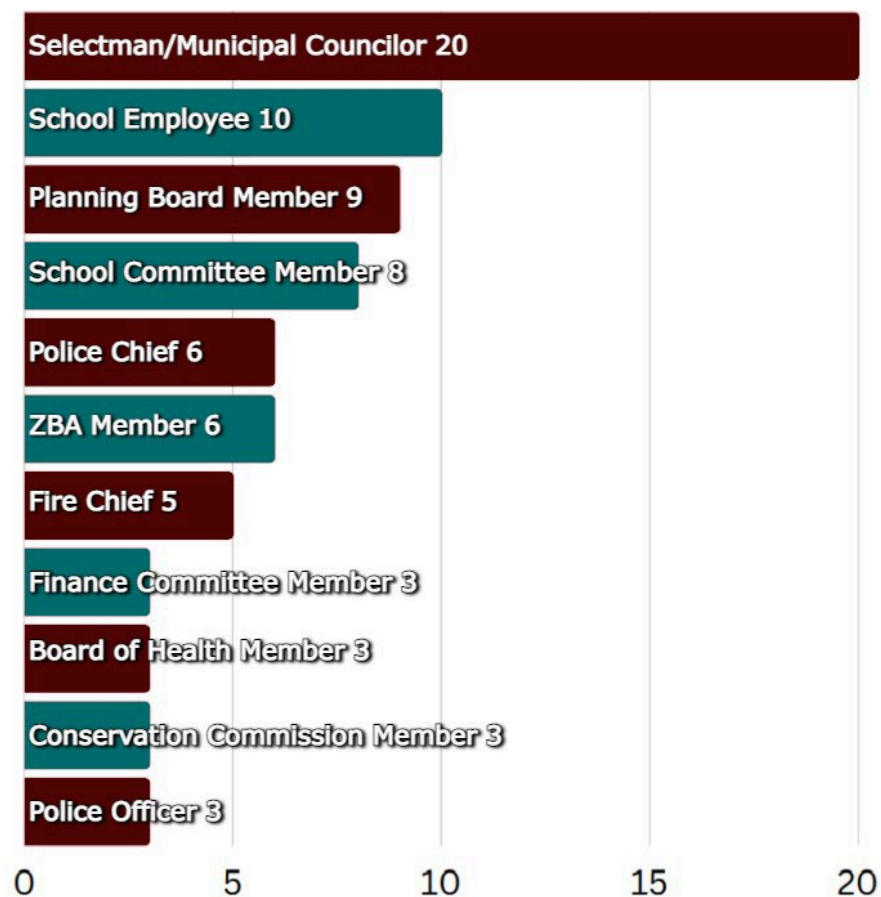 Selectman/Municipal Councilor 20
School Employee 10
Planning Board Member 9
School Committee Member 8
Police Chief 6
ZBA Member 6
Fire Chief 5
Finance Committee Member 3
Board of Health Member 3
Conservation Commission Member 3
Police Officer 3
0 5 10 15 20